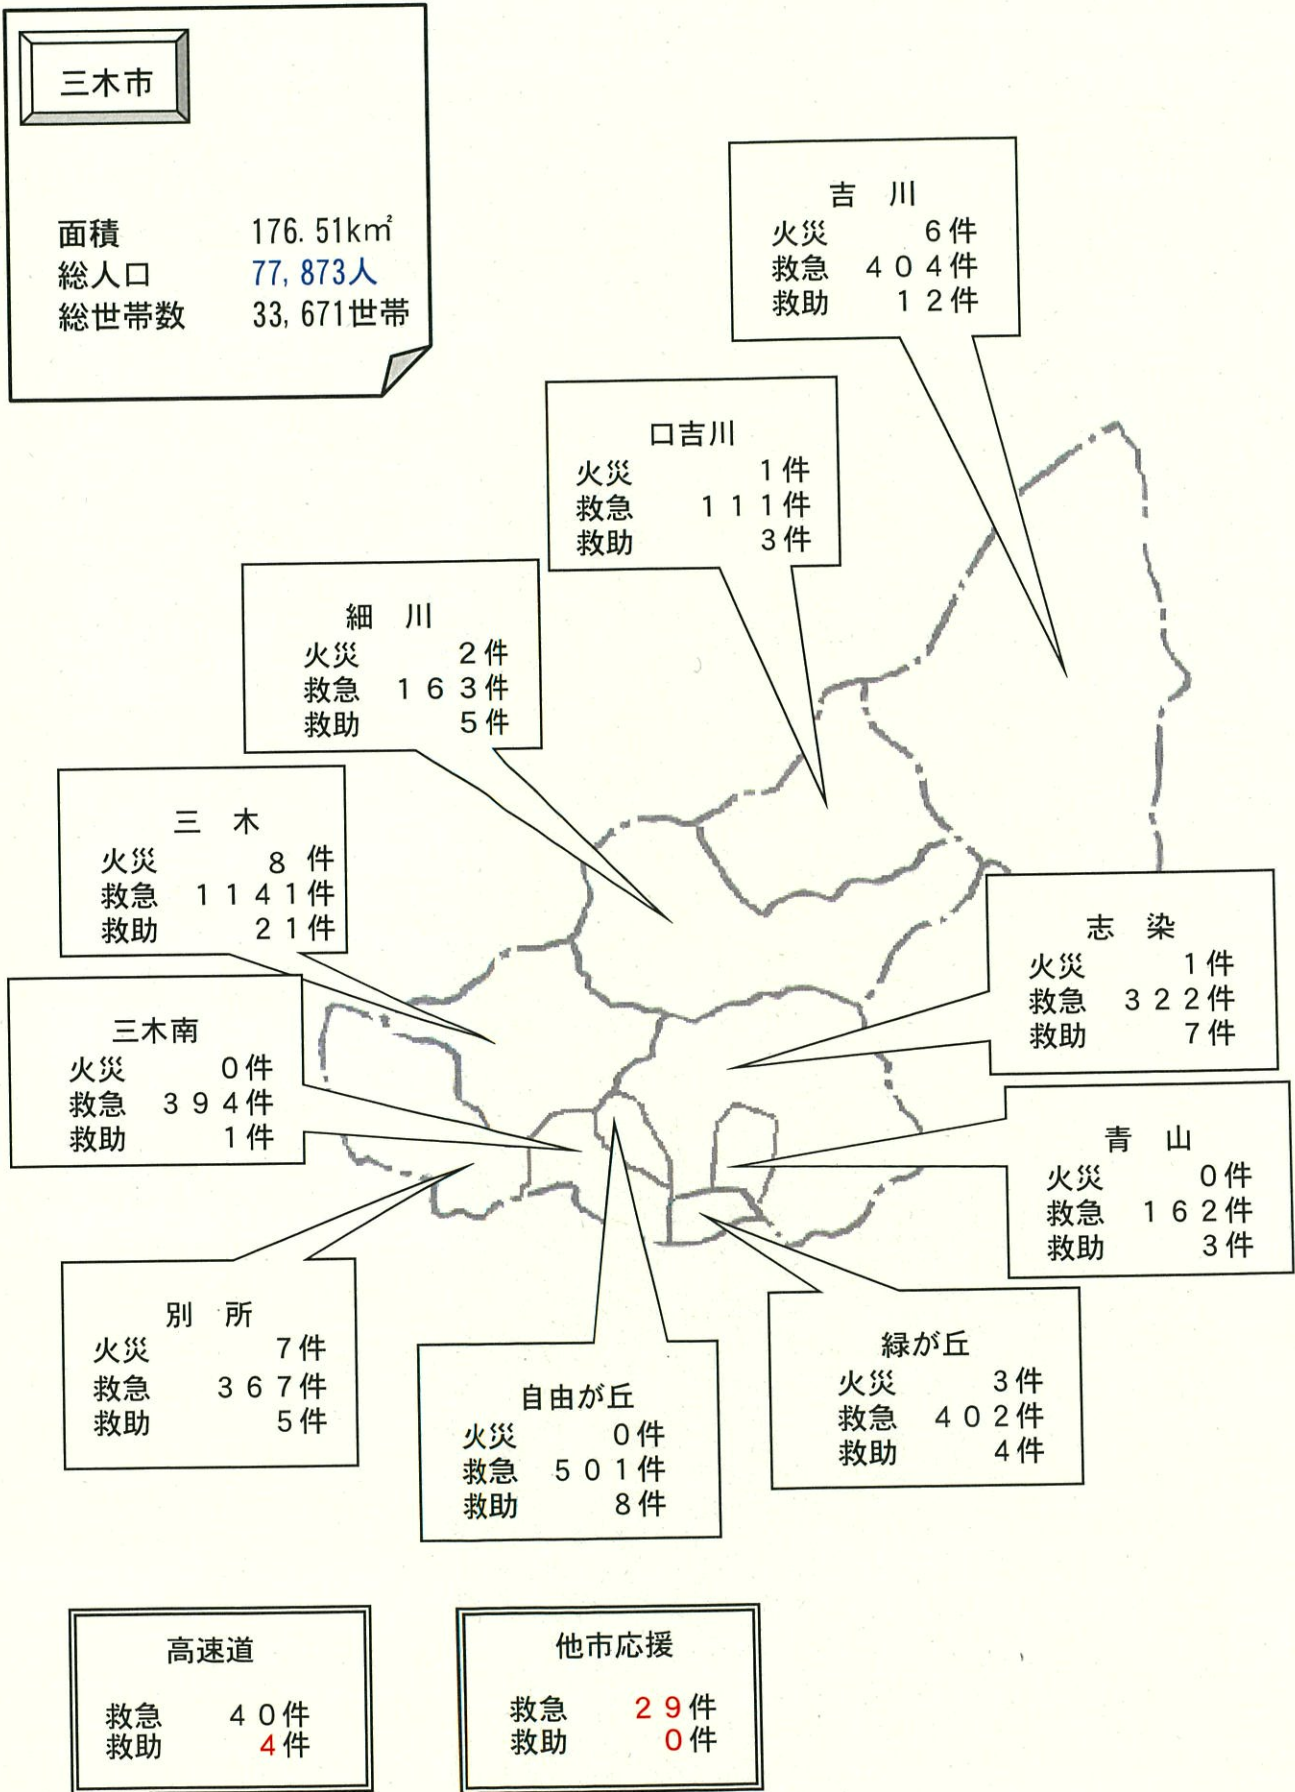 三木市
面積 176.51km²
総人口 77,873人
総世帯数 33,671世帯
吉 川
火災 6件
救急 404件
救助 12件
口吉川
火災 1件
救急 111件
救助 3件
細 川
火災 2件
救急 163件
救助 5件
三 木
火災 8 件
救急 1141件
救助 21件
志 染
火災 1件
救急 322件
救助 7件
三木南
火災 0件
救急 394件
救助 1件
青 山
火災 0件
救急 162件
救助 3件
別 所
火災 7件
救急 367件
救助 5件
緑が丘
火災 3件
救急 402件
救助 4件
自由が丘
火災 0件
救急 501件
救助 8件
高速道
救急 40件
救助 4件
他市応援
救急 29件
救助 0件